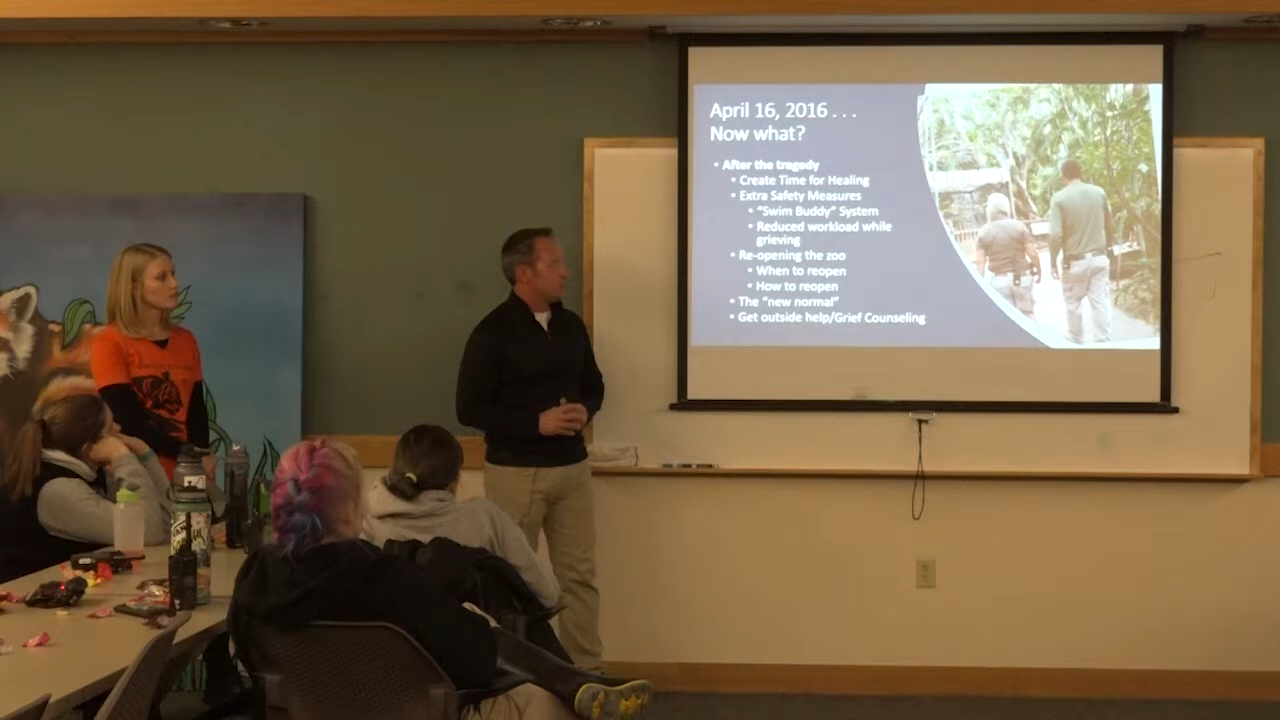 April 16, 2016 . . .
Now what?
• After the tragedy
• Create Time for Healing
• Extra Safety Measures
• "Swim Buddy" System
• Reduced workload while
grieving
• Re-opening the zoo
• When to reopen
• How to reopen
• The "new normal"
• Get outside help/Grief Counseling